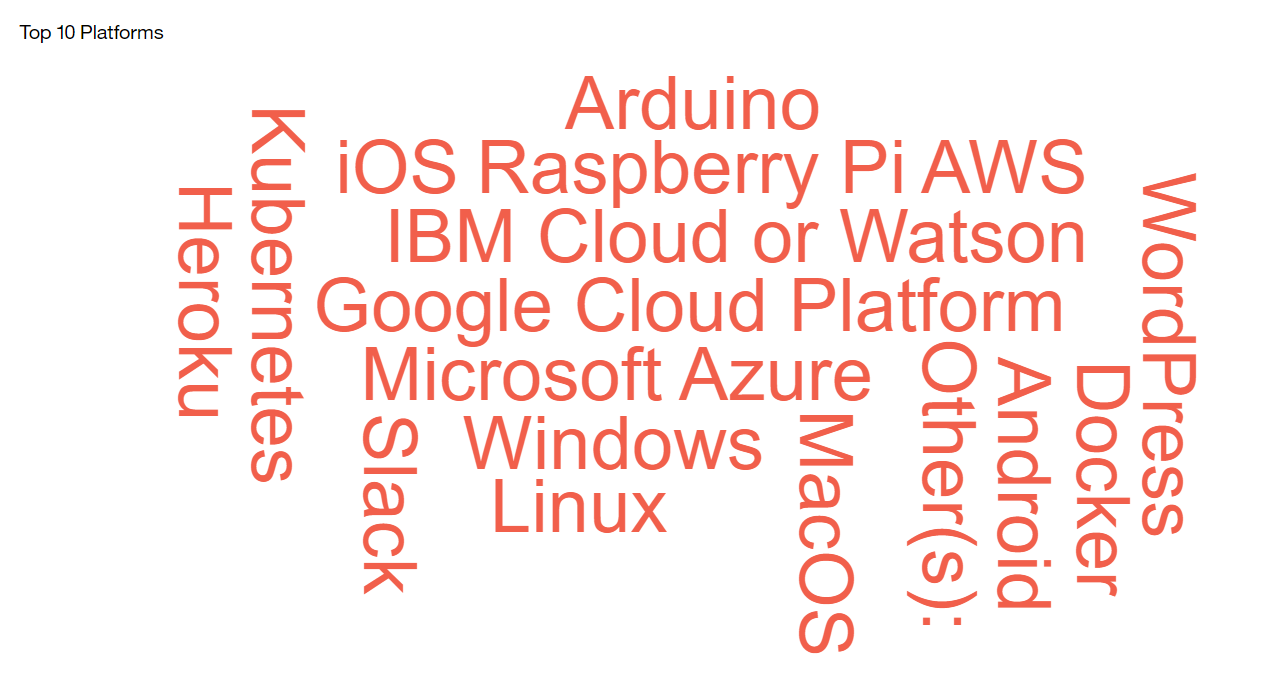 Top 10 Platforms
Arduino
iOS
Raspberry Pi
AWS
IBM Cloud or Watson
Google Cloud Platform
Microsoft Azure
Windows
Linux
Heroku
Kubernetes
Slack
MacOS
Other(s):
Android
Docker
WordPress